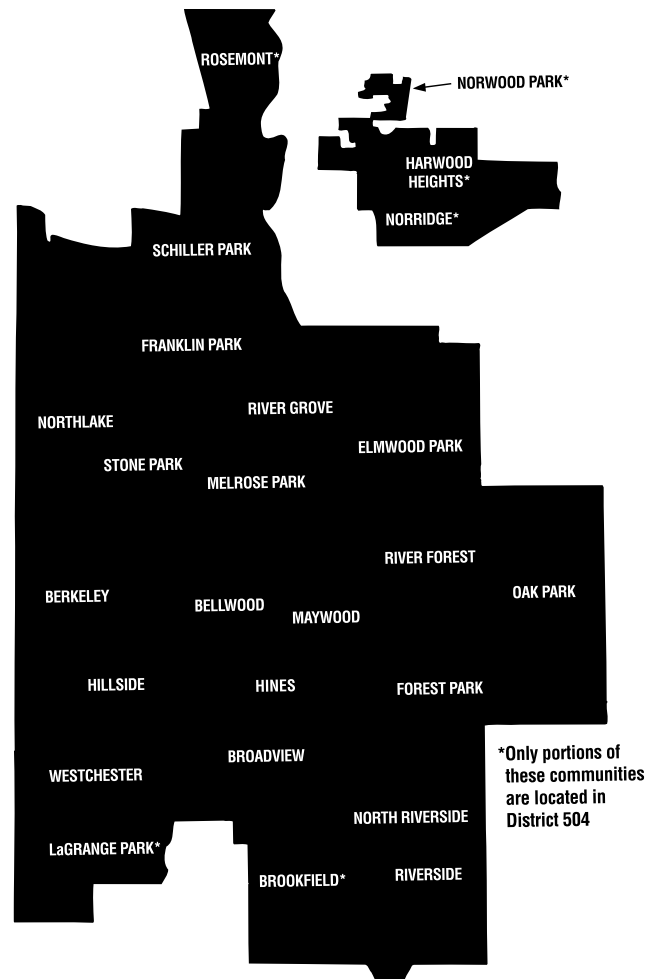 ROSEMONT*
NORWOOD PARK*
HARWOOD
HEIGHTS*
NORRIDGE*
SCHILLER PARK
FRANKLIN PARK
RIVER GROVE
NORTHLAKE
ELMWOOD PARK
STONE PARK
MELROSE PARK
RIVER FOREST
OAK PARK
BERKELEY
BELLWOOD
MAYWOOD
HILLSIDE
HINES
FOREST PARK
BROADVIEW
WESTCHESTER
*Only portions of
these communities
are located in
District 504
NORTH RIVERSIDE
LaGRANGE PARK*
BROOKFIELD*
RIVERSIDE